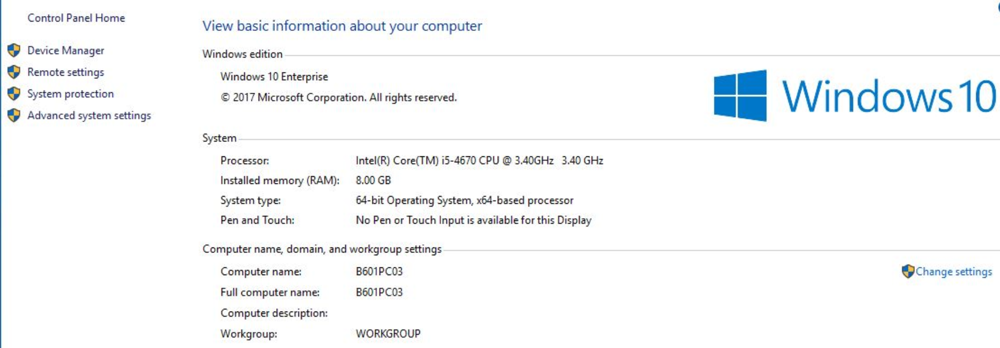 Control Panel Home
Device Manager
Remote settings
System protection
Advanced system settings
View basic information about your computer
Windows edition
Windows 10 Enterprise
© 2017 Microsoft Corporation. All rights reserved.
Windows 10
System
Processor: Intel(R) Core(TM) i5-4670 CPU @ 3.40GHz 3.40 GHz
Installed memory (RAM): 8.00 GB
System type: 64-bit Operating System, x64-based processor
Pen and Touch: No Pen or Touch Input is available for this Display
Computer name, domain, and workgroup settings
Computer name: B601PC03 Change settings
Full computer name: B601PC03
Computer description:
Workgroup: WORKGROUP